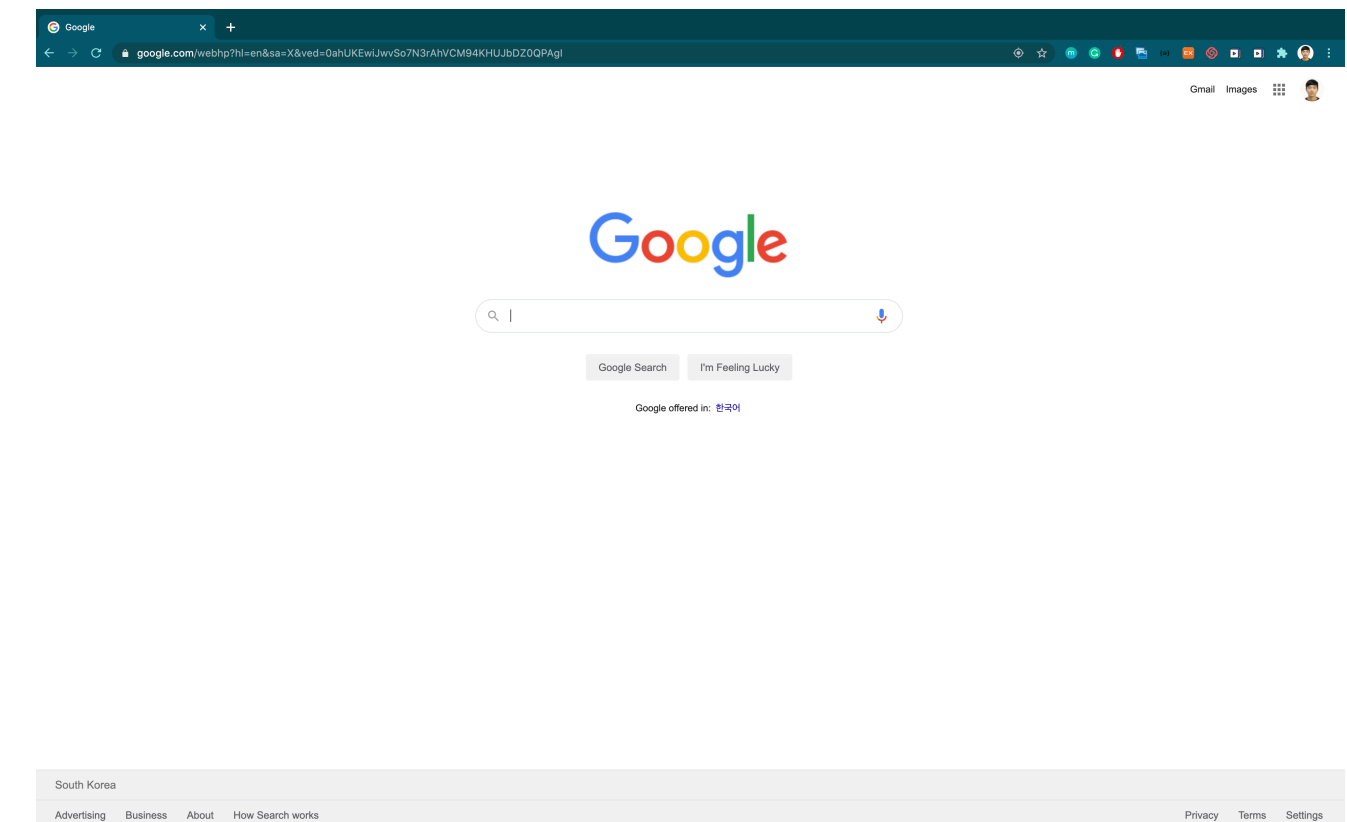 Google
google.com/webhp?hl=en&sa=X&ved=0ahUKEwiJwvSo7N3rAhVCM94KHUJbDZ0QPAgI
Gmail Images
Google
Google Search I'm Feeling Lucky
Google offered in: 한국어
South Korea
Advertising Business About How Search works Privacy Terms Settings